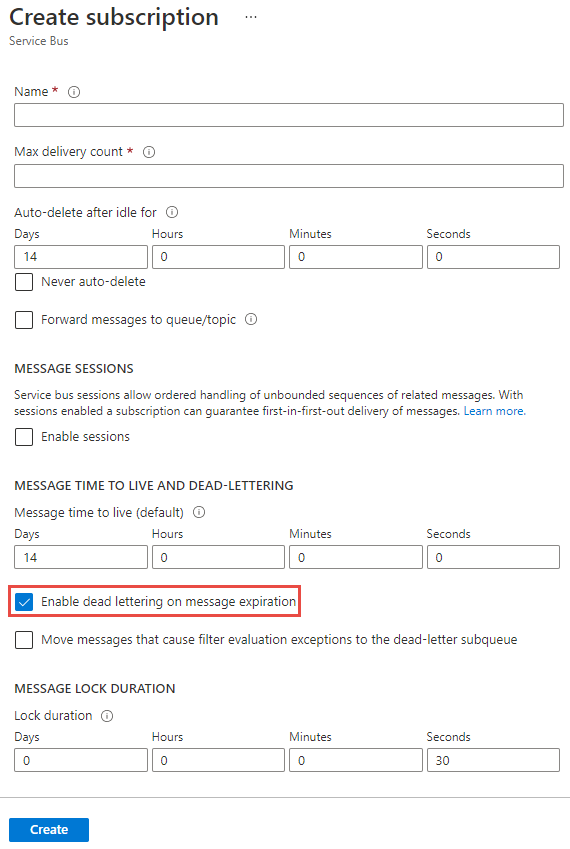 Create subscription ...
Service Bus
Name *
Max delivery count *
Auto-delete after idle for
Days Hours Minutes Seconds
14 0 0 0
Never auto-delete
Forward messages to queue/topic
MESSAGE SESSIONS
Service bus sessions allow ordered handling of unbounded sequences of related messages. With
sessions enabled a subscription can guarantee first-in-first-out delivery of messages. Learn more.
Enable sessions
MESSAGE TIME TO LIVE AND DEAD-LETTERING
Message time to live (default)
Days Hours Minutes Seconds
14 0 0 0
Enable dead lettering on message expiration
Move messages that cause filter evaluation exceptions to the dead-letter subqueue
MESSAGE LOCK DURATION
Lock duration
Days Hours Minutes Seconds
0 0 0 30
Create